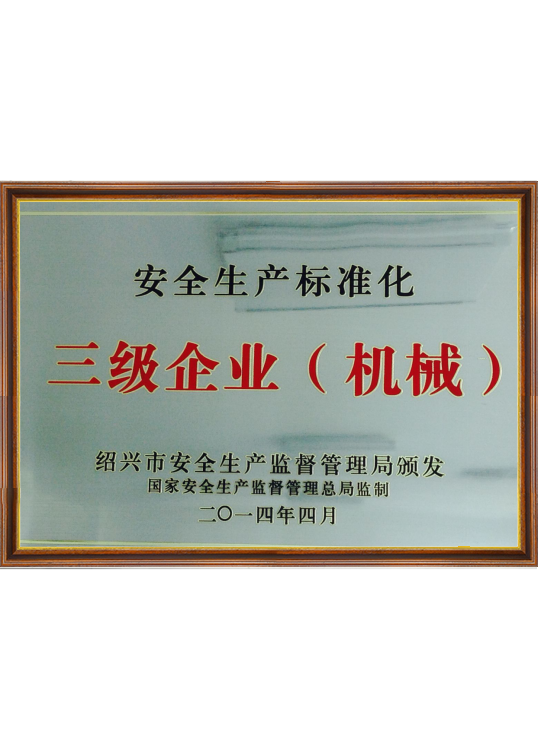 安全生产标准化
三级企业（机械）
绍兴市安全生产监督管理局颁发
国家安全生产监督管理总局监制
二〇一四年四月